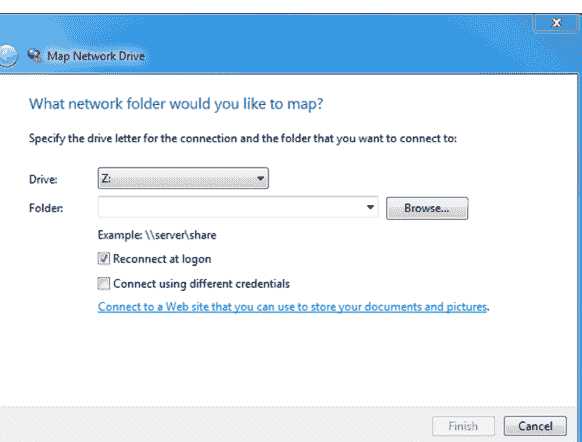 Map Network Drive
What network folder would you like to map?
Specify the drive letter for the connection and the folder that you want to connect to:
Drive: Z:
Folder: Browse...
Example: \\server\share
Reconnect at logon
Connect using different credentials
Connect to a Web site that you can use to store your documents and pictures.
Finish Cancel